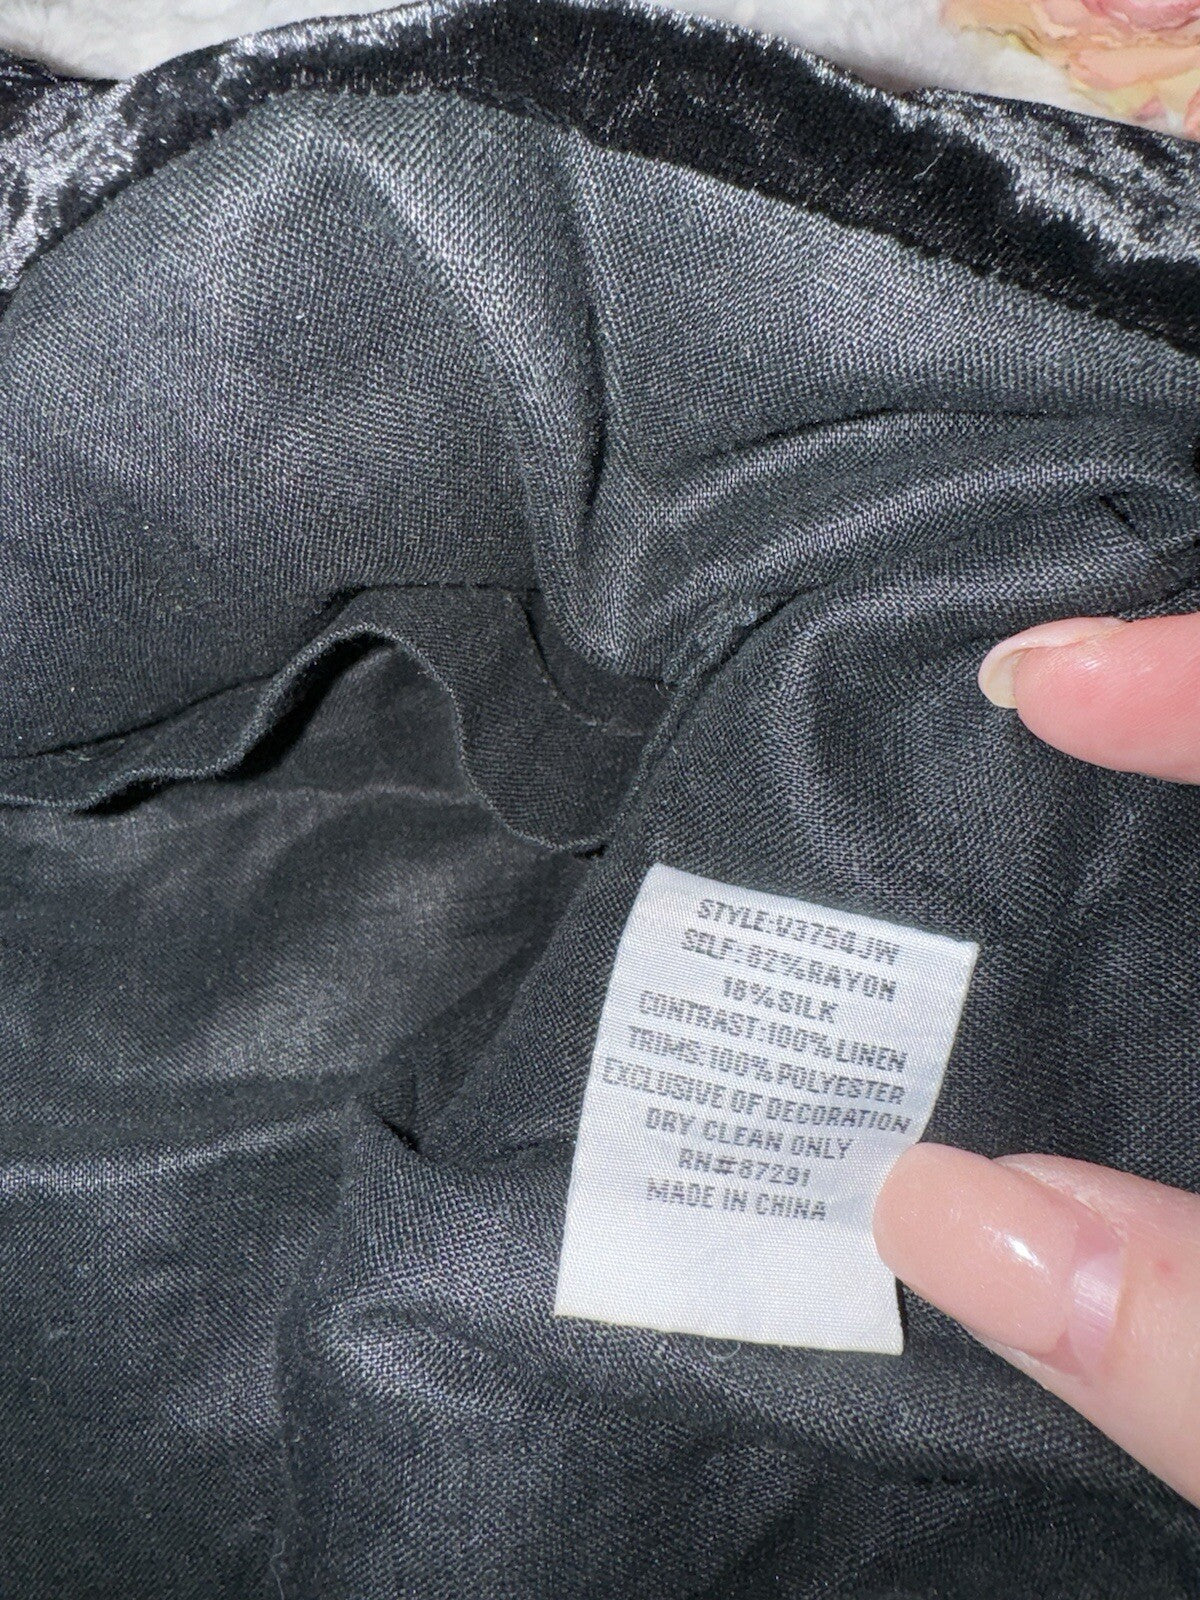 STYLE:V3758JW
SELF:82%RAYON
18%SILK
CONTRAST:100%LINEN
TRIMS:100%POLYESTER
EXCLUSIVE OF DECORATION
DRY CLEAN ONLY
RN#87291
MADE IN CHINA